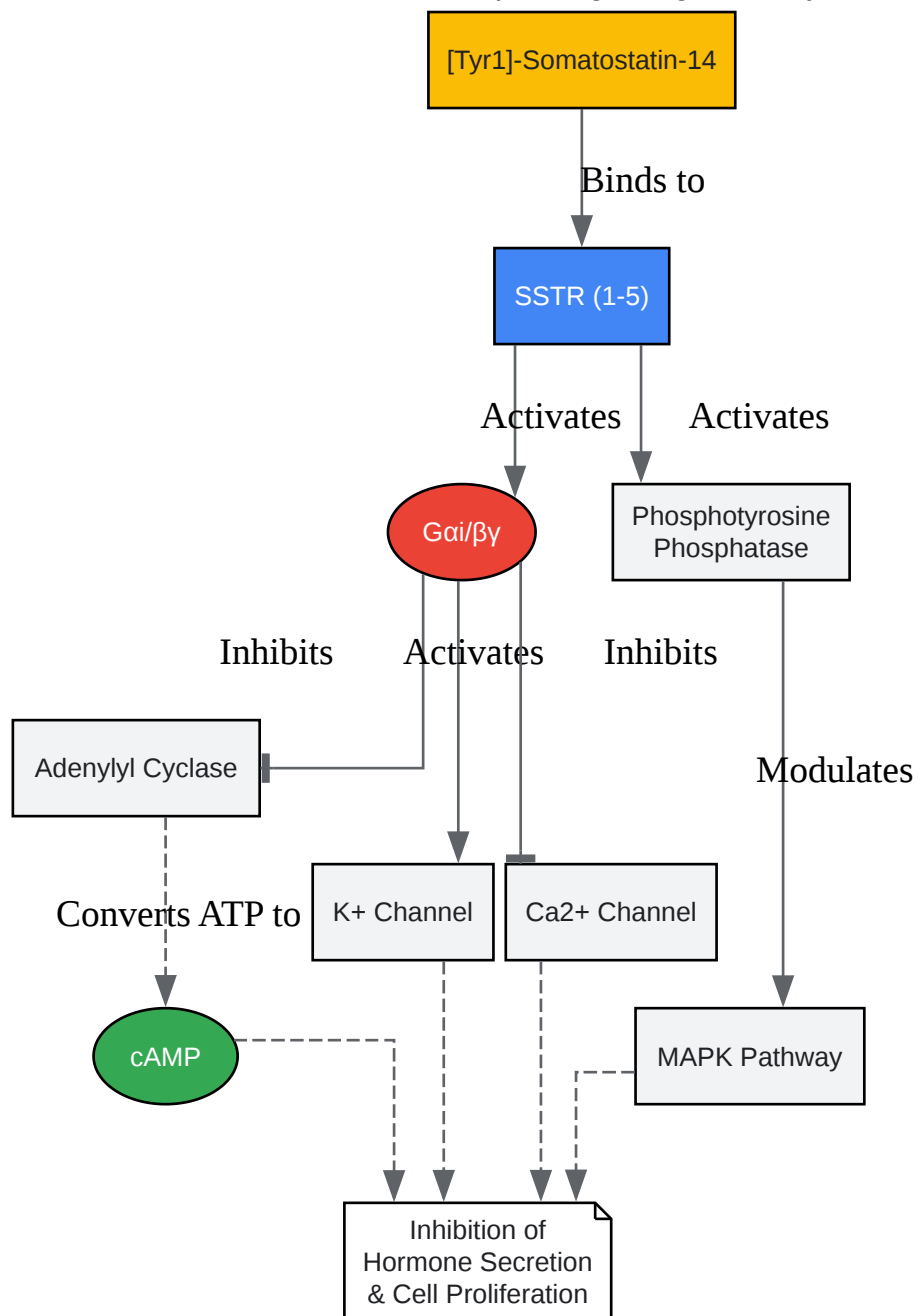 [Tyr1]-Somatostatin-14
Binds to
SSTR (1-5)
Activates
Activates
Gαi/βγ
Phosphotyrosine
Phosphatase
Inhibits
Activates
Inhibits
Adenylyl Cyclase
Modulates
Converts ATP to
K+ Channel
Ca2+ Channel
cAMP
MAPK Pathway
Inhibition of
Hormone Secretion
& Cell Proliferation